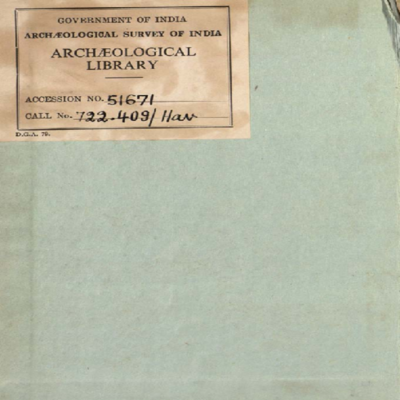 GOVERNMENT OF INDIA
ARCHÆOLOGICAL SURVEY OF INDIA
ARCHÆOLOGICAL
LIBRARY
ACCESSION NO. 51671
CALL No. 722.409/Hav
D.G.A. 79.